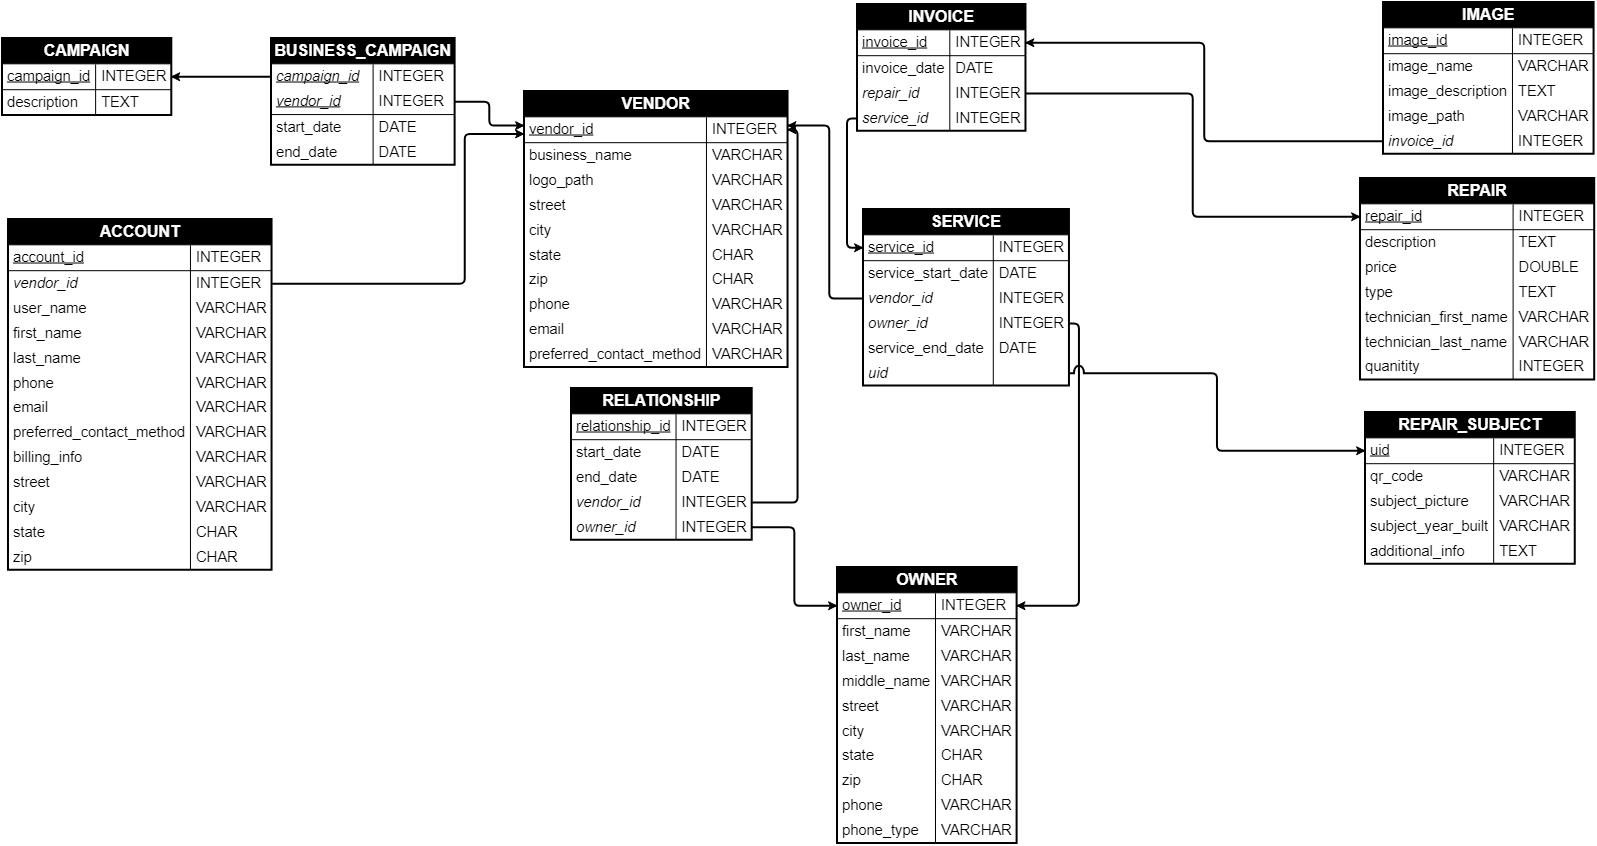 CAMPAIGN
campaign_id INTEGER
description TEXT
BUSINESS_CAMPAIGN
campaign_id INTEGER
vendor_id INTEGER
start_date DATE
end_date DATE
VENDOR
vendor_id INTEGER
business_name VARCHAR
logo_path VARCHAR
street VARCHAR
city VARCHAR
state CHAR
zip CHAR
phone VARCHAR
email VARCHAR
preferred_contact_method VARCHAR
INVOICE
invoice_id INTEGER
invoice_date DATE
repair_id INTEGER
service_id INTEGER
IMAGE
image_id INTEGER
image_name VARCHAR
image_description TEXT
image_path VARCHAR
invoice_id INTEGER
ACCOUNT
account_id INTEGER
vendor_id INTEGER
user_name VARCHAR
first_name VARCHAR
last_name VARCHAR
phone VARCHAR
email VARCHAR
preferred_contact_method VARCHAR
billing_info VARCHAR
street VARCHAR
city VARCHAR
state CHAR
zip CHAR
SERVICE
service_id INTEGER
service_start_date DATE
vendor_id INTEGER
owner_id INTEGER
service_end_date DATE
uid
REPAIR
repair_id INTEGER
description TEXT
price DOUBLE
type TEXT
technician_first_name VARCHAR
technician_last_name VARCHAR
quanitity INTEGER
RELATIONSHIP
relationship_id INTEGER
start_date DATE
end_date DATE
vendor_id INTEGER
owner_id INTEGER
REPAIR_SUBJECT
uid INTEGER
qr_code VARCHAR
subject_picture VARCHAR
subject_year_built VARCHAR
additional_info TEXT
OWNER
owner_id INTEGER
first_name VARCHAR
last_name VARCHAR
middle_name VARCHAR
street VARCHAR
city VARCHAR
state CHAR
zip CHAR
phone VARCHAR
phone_type VARCHAR